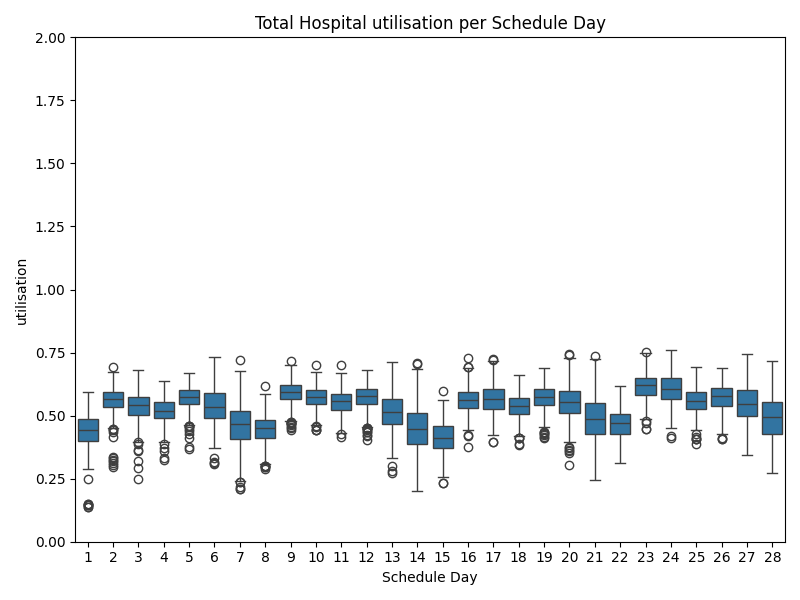 Total Hospital utilisation per Schedule Day
utilisation
2.00
1.75
1.50
1.25
1.00
0.75
0.50
0.25
0.00
1 2 3 4 5 6 7 8 9 10 11 12 13 14 15 16 17 18 19 20 21 22 23 24 25 26 27 28
Schedule Day